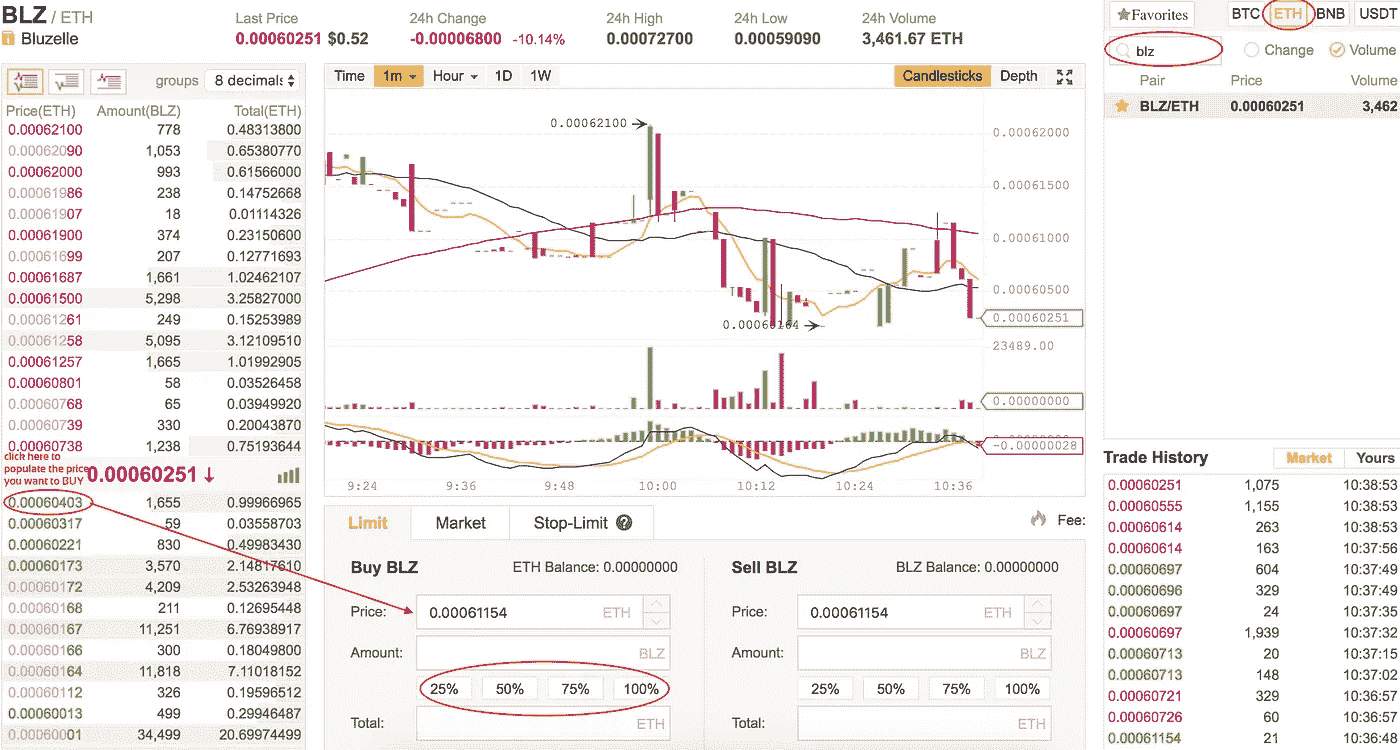 BLZ / ETH
Bluzelle
Last Price
0.00060251 $0.52
24h Change
-0.00006800 -10.14%
24h High
0.00072700
24h Low
0.00059090
24h Volume
3,461.67 ETH
groups 8 decimals
Price(ETH) Amount(BLZ) Total(ETH)
0.00062100 778 0.48313800
0.00062090 1,053 0.65380770
0.00062000 993 0.61566000
0.00061986 238 0.14752668
0.00061907 18 0.01114326
0.00061900 374 0.23150600
0.00061699 207 0.12771693
0.00061687 1,661 1.02462107
0.00061500 5,298 3.25827000
0.00061261 249 0.15253989
0.00061258 5,095 3.12109510
0.00061257 1,665 1.01992905
0.00060801 58 0.03526458
0.00060768 65 0.03949920
0.00060739 330 0.20043870
0.00060738 1,238 0.75193644
click here to
populate the price
you want to BUY
0.00060251 ↓
0.00060403 1,655 0.99966965
0.00060317 59 0.03558703
0.00060221 830 0.49983430
0.00060173 3,570 2.14817610
0.00060172 4,209 2.53263948
0.00060168 211 0.12695448
0.00060167 11,251 6.76938917
0.00060166 300 0.18049800
0.00060164 11,818 7.11018152
0.00060112 326 0.19596512
0.00060013 499 0.29946487
0.00060001 34,499 20.69974499
Time 1m Hour 1D 1W
Candlesticks Depth
0.00062100
0.00060164
0.00062000
0.00061500
0.00061000
0.00060500
0.00060251
23489.00
0.00000000
-0.00000028
9:24 9:36 9:48 10:00 10:12 10:24 10:36
Limit Market Stop-Limit ?
Fee:
Buy BLZ ETH Balance: 0.00000000
Price: 0.00061154 ETH
Amount: BLZ
25% 50% 75% 100%
Total: ETH
Sell BLZ BLZ Balance: 0.00000000
Price: 0.00061154 ETH
Amount: BLZ
25% 50% 75% 100%
Total: ETH
Favorites BTC ETH BNB USDT
blz Change Volume
Pair Price Volume
BLZ/ETH 0.00060251 3,462
Trade History Market Yours
0.00060251 1,075 10:38:53
0.00060555 1,155 10:38:53
0.00060614 263 10:38:53
0.00060614 163 10:37:56
0.00060697 604 10:37:49
0.00060696 329 10:37:49
0.00060697 24 10:37:35
0.00060697 1,939 10:37:32
0.00060713 20 10:37:15
0.00060713 148 10:37:02
0.00060721 329 10:36:57
0.00060726 60 10:36:57
0.00061154 21 10:36:48